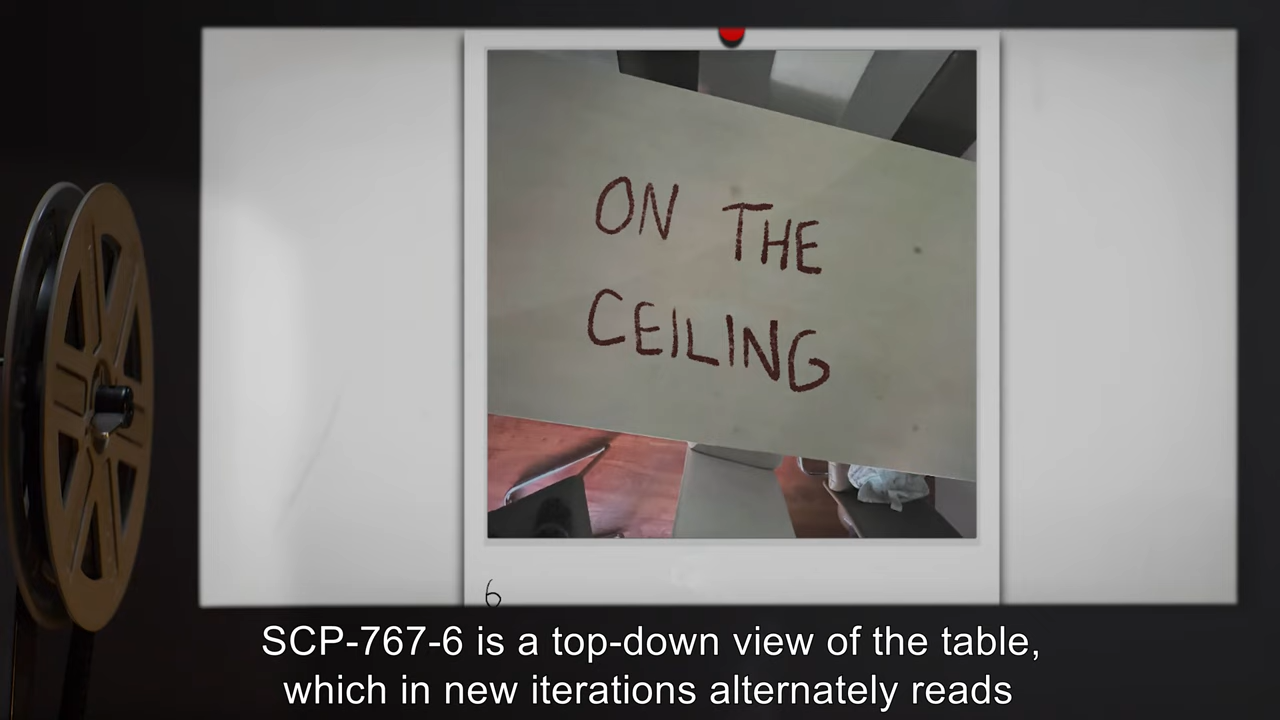 ON THE
CEILING
6
SCP-767-6 is a top-down view of the table,
which in new iterations alternately reads